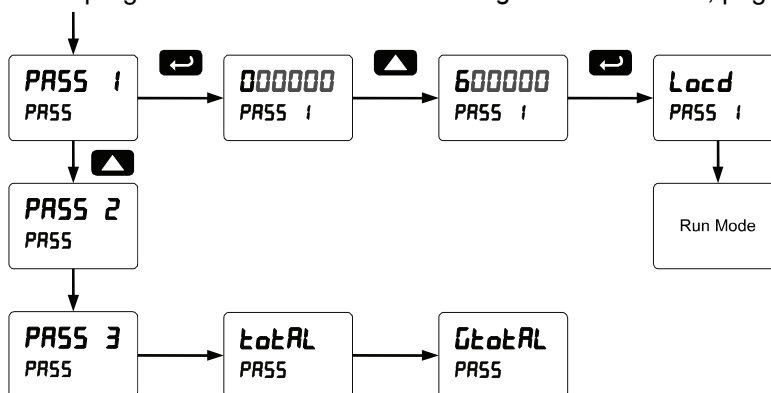 PASS 1
PASS
000000
PASS 1
600000
PASS 1
Locd
PASS 1
PASS 2
PASS
Run Mode
PASS 3
PASS
totAL
PASS
GtotAL
PASS